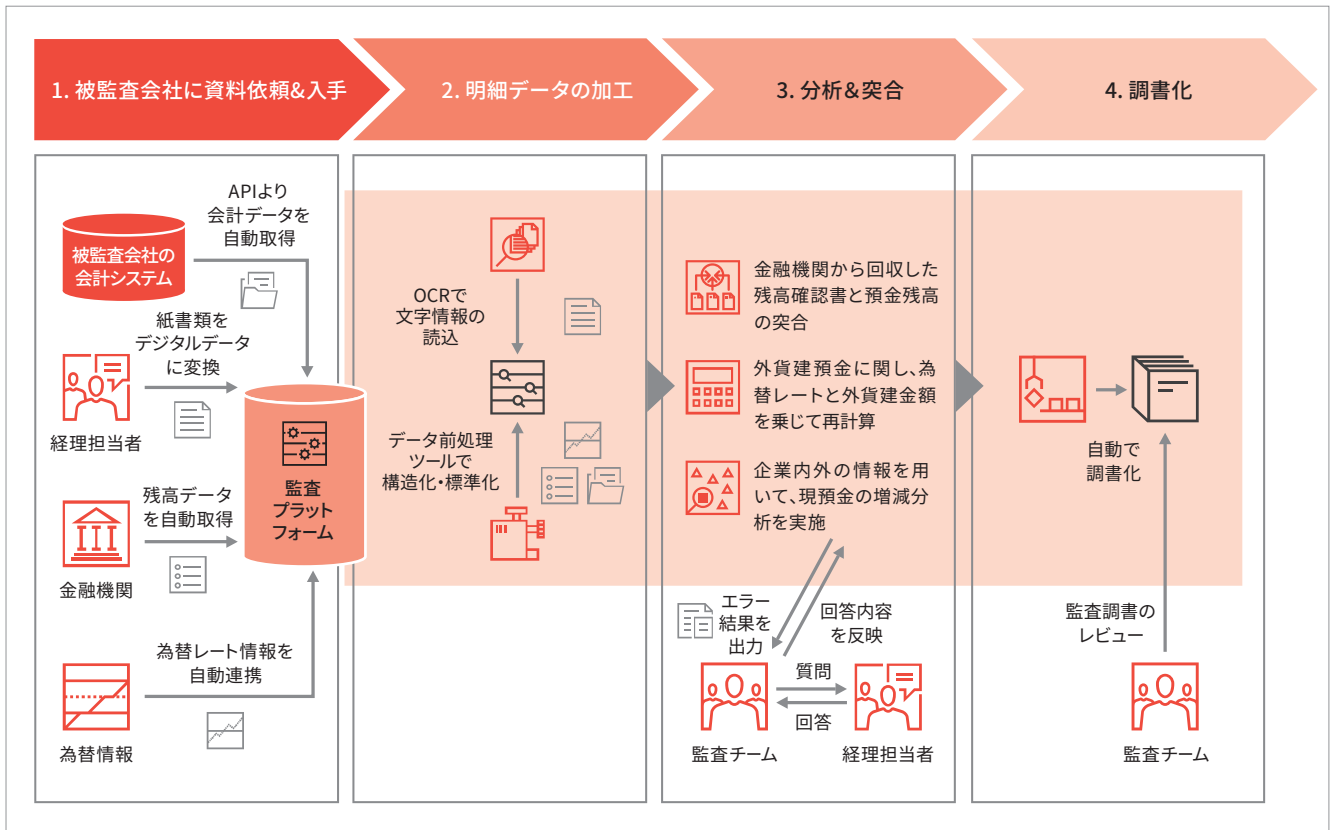 1. 被監査会社に資料依頼&入手
2. 明細データの加工
3. 分析&突合
4. 調書化
APIより
会計データを
自動取得
被監査会社の
会計システム
紙書類を
デジタルデータ
に変換
経理担当者
残高データ
を自動取得
金融機関
監査
プラット
フォーム
為替レート情報を
自動連携
為替情報
OCRで
文字情報の
読込
データ前処理
ツールで
構造化・標準化
金融機関から回収した
残高確認書と預金残高
の突合
外貨建預金に関し、為
替レートと外貨建金額
を乗じて再計算
企業内外の情報を用
いて、現預金の増減分
析を実施
エラー
結果を
出力
回答内容
を反映
質問
回答
監査チーム
経理担当者
自動で
調書化
監査調書の
レビュー
監査チーム